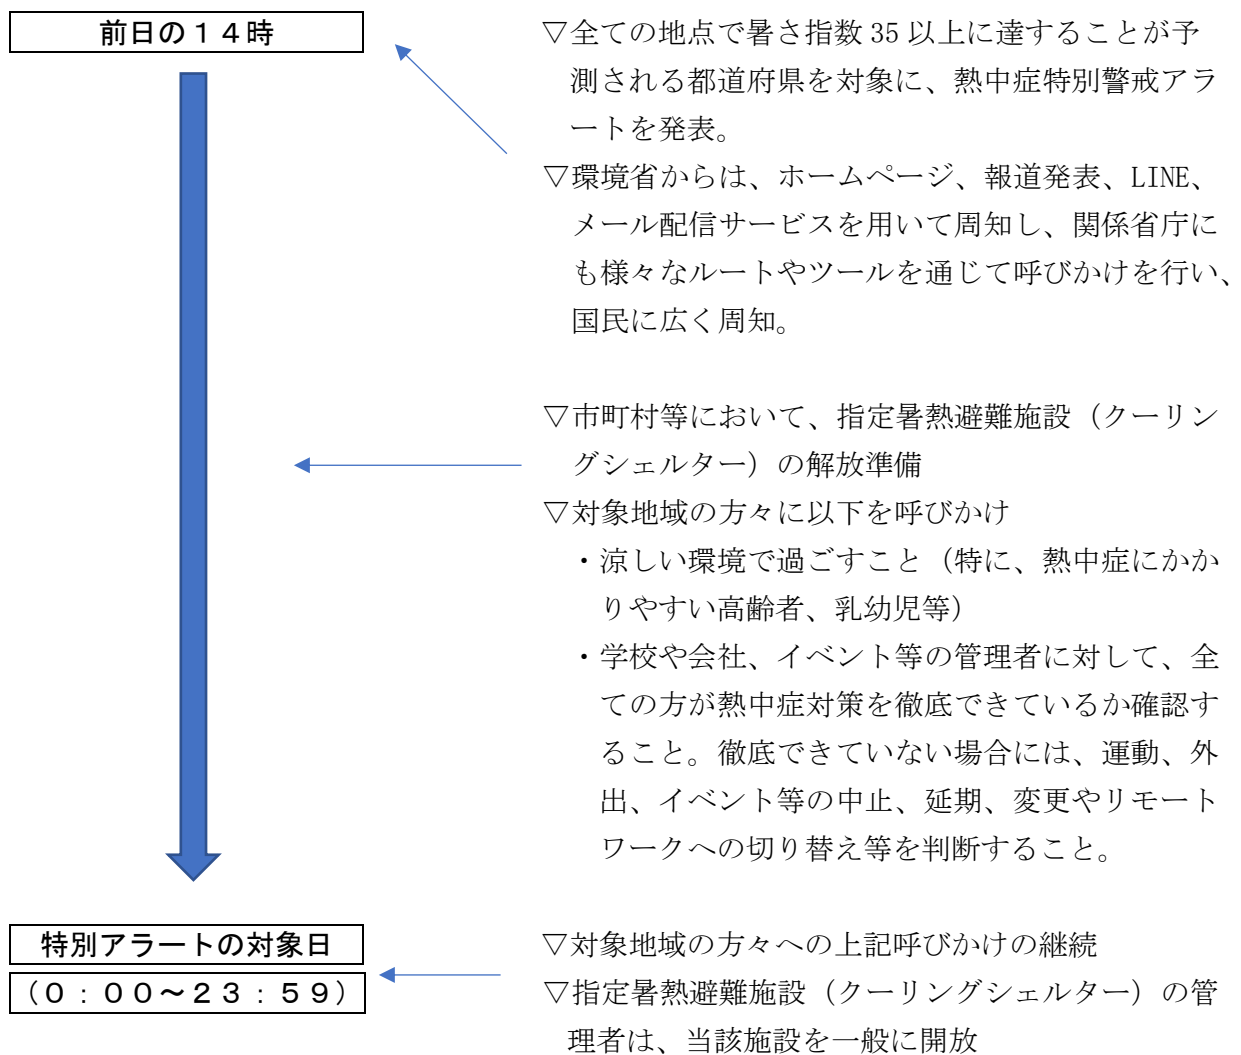 前日の１４時
▽全ての地点で暑さ指数 35 以上に達することが予
測される都道府県を対象に、熱中症特別警戒アラ
ートを発表。
▽環境省からは、ホームページ、報道発表、LINE、
メール配信サービスを用いて周知し、関係省庁に
も様々なルートやツールを通じて呼びかけを行い、
国民に広く周知。
▽市町村等において、指定暑熱避難施設（クーリン
グシェルター）の解放準備
▽対象地域の方々に以下を呼びかけ
・涼しい環境で過ごすこと（特に、熱中症にかか
りやすい高齢者、乳幼児等）
・学校や会社、イベント等の管理者に対して、全
ての方が熱中症対策を徹底できているか確認す
ること。徹底できていない場合には、運動、外
出、イベント等の中止、延期、変更やリモート
ワークへの切り替え等を判断すること。
特別アラートの対象日
（０：００～２３：５９）
▽対象地域の方々への上記呼びかけの継続
▽指定暑熱避難施設（クーリングシェルター）の管
理者は、当該施設を一般に開放